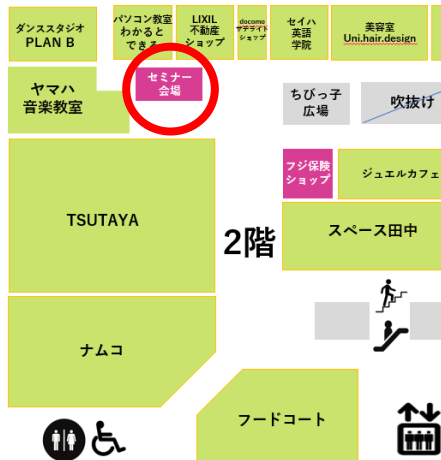 ダンススタジオ
PLAN B
パソコン教室
わかると
できる
LIXIL
不動産
ショップ
docomo
サテライト
ショップ
セイハ
英語
学院
美容室
Uni.hair.design
ヤマハ
音楽教室
セミナー
会場
ちびっ子
広場
吹抜け
フジ保険
ショップ
ジュエルカフェ
TSUTAYA
2階
スペース田中
ナムコ
フードコート